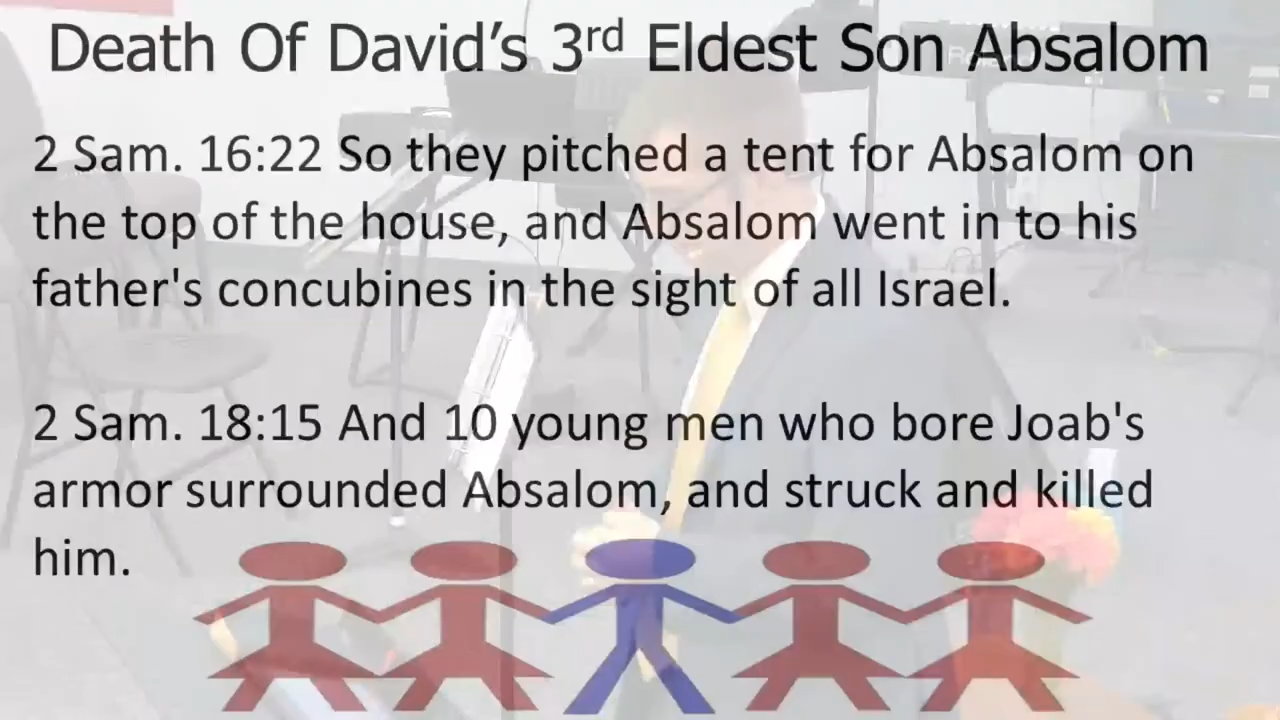 Death Of David’s 3rd Eldest Son Absalom
2 Sam. 16:22 So they pitched a tent for Absalom on
the top of the house, and Absalom went in to his
father's concubines in the sight of all Israel.
2 Sam. 18:15 And 10 young men who bore Joab's
armor surrounded Absalom, and struck and killed
him.